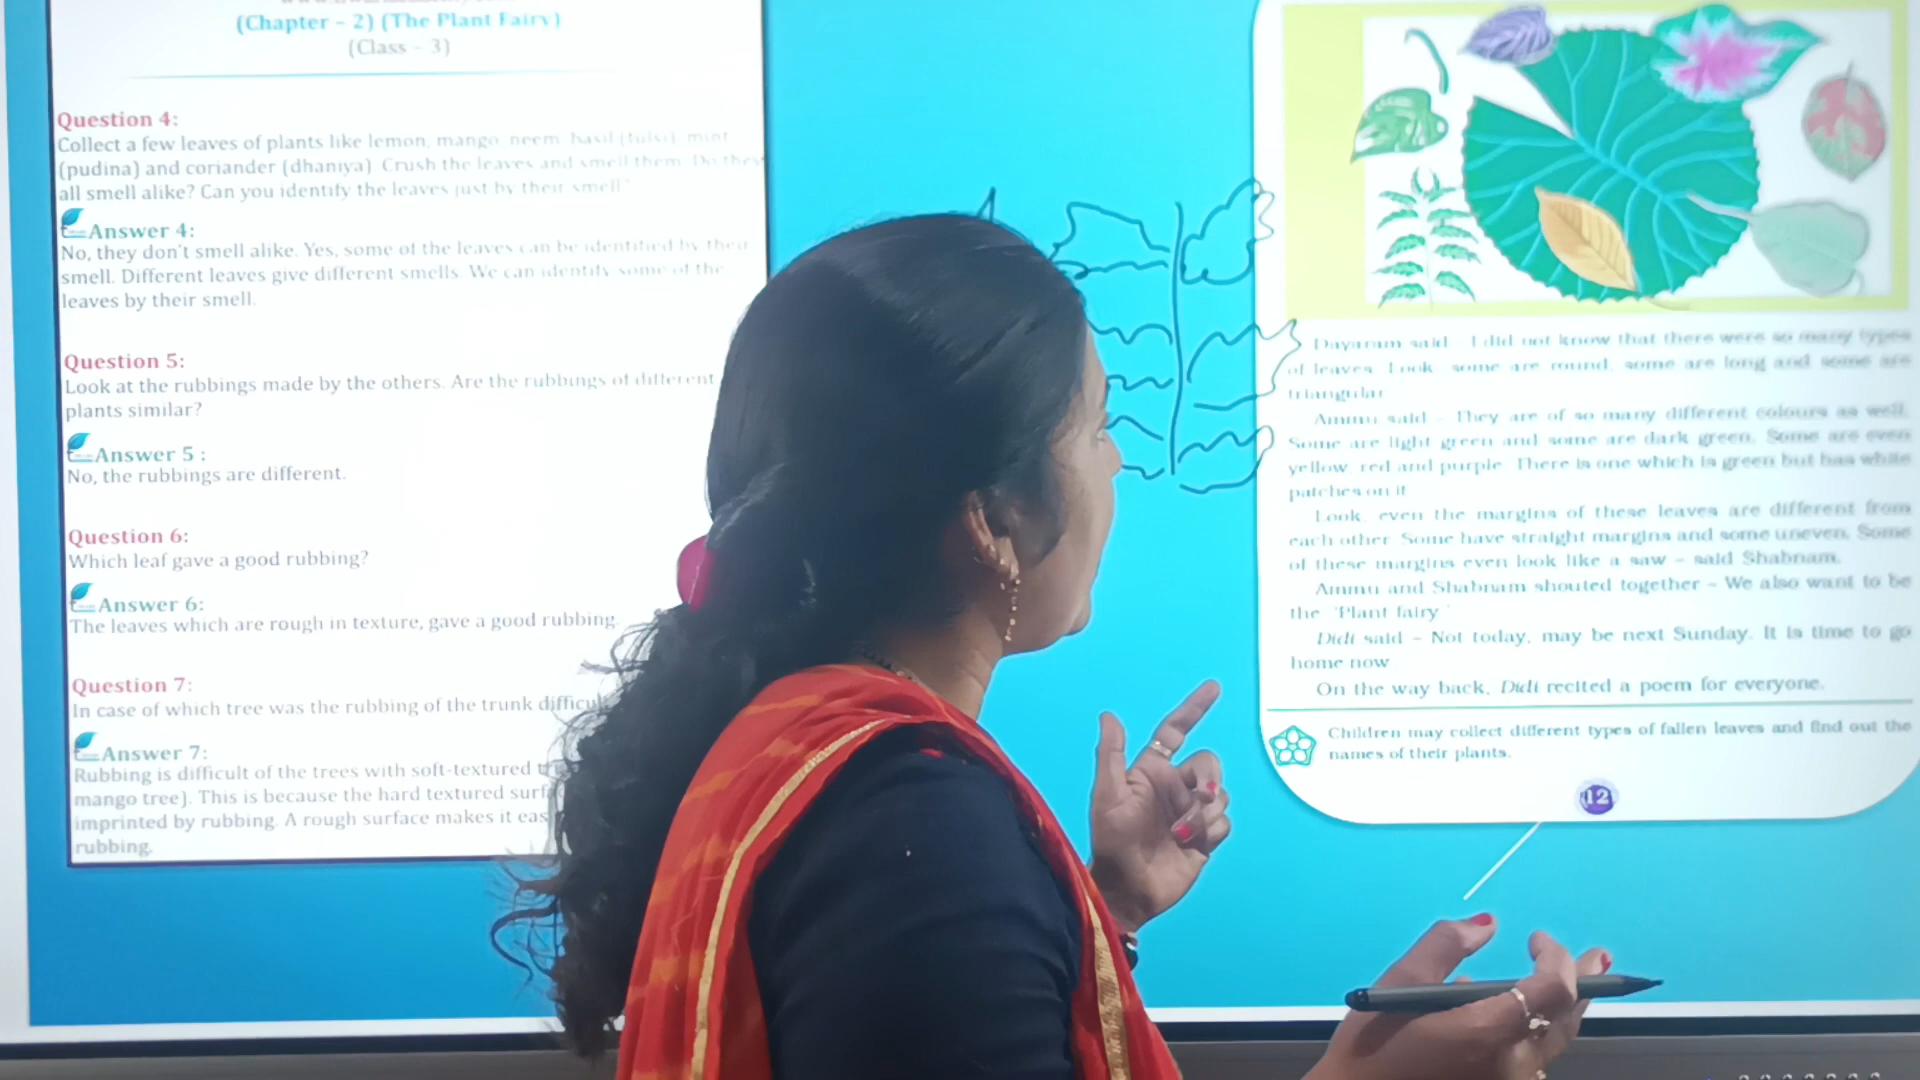 (Chapter – 2) (The Plant Fairy)
(Class – 3)
Question 4:
Collect a few leaves of plants like lemon, mango, neem, basil (tulsi), mint
(pudina) and coriander (dhaniya). Crush the leaves and smell them. Do they
all smell alike? Can you identify the leaves just by their smell?
Answer 4:
No, they don't smell alike. Yes, some of the leaves can be identified by their
smell. Different leaves give different smells. We can identify some of the
leaves by their smell.
Question 5:
Look at the rubbings made by the others. Are the rubbings of different
plants similar?
Answer 5 :
No, the rubbings are different.
Question 6:
Which leaf gave a good rubbing?
Answer 6:
The leaves which are rough in texture, gave a good rubbing.
Question 7:
In case of which tree was the rubbing of the trunk
Answer 7:
Rubbing is difficult of the trees with soft-textured
mango tree). This is because the hard textured
imprinted by rubbing. A rough surface makes it
rubbing.
Dayaram said – I did not know that there were so many types
of leaves. Look, some are round, some are long and some are
triangular.
Ammu said – They are of so many different colours as well.
Some are light green and some are dark green. Some are even
yellow, red and purple. There is one which is green but has white
patches on it.
Look, even the margins of these leaves are different from
each other. Some have straight margins and some uneven. Some
of these margins even look like a saw – said Shabnam.
Ammu and Shabnam shouted together – We also want to be
the 'Plant fairy.'
Didi said – Not today, may be next Sunday. It is time to go
home now.
On the way back, Didi recited a poem for everyone.
Children may collect different types of fallen leaves and find out the
names of their plants.
12